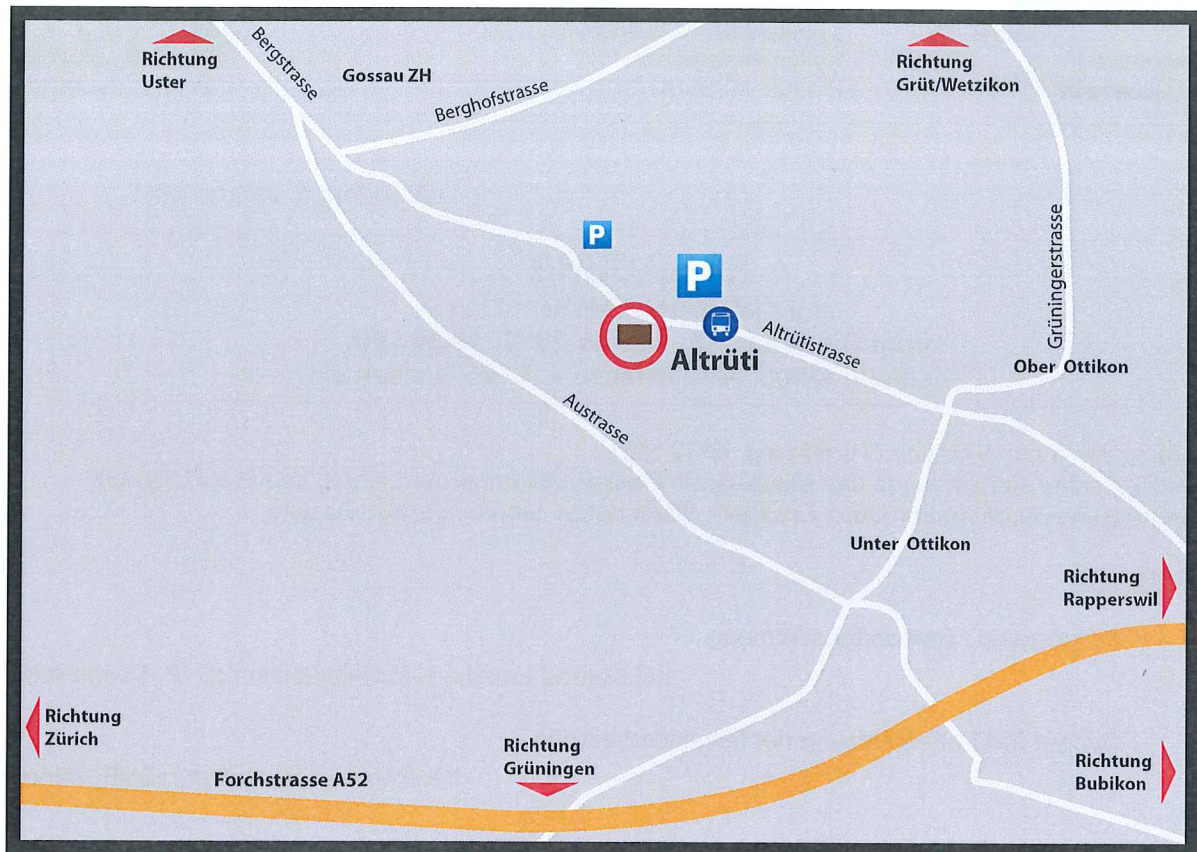 Richtung
Uster
Bergstrasse
Gossau ZH
Berghofstrasse
Richtung
Grüt/Wetzikon
Grüningerstrasse
P
P
Altrüti
Altrütistrasse
Ober Ottikon
Austrasse
Unter Ottikon
Richtung
Rapperswil
Richtung
Zürich
Forchstrasse A52
Richtung
Grüningen
Richtung
Bubikon